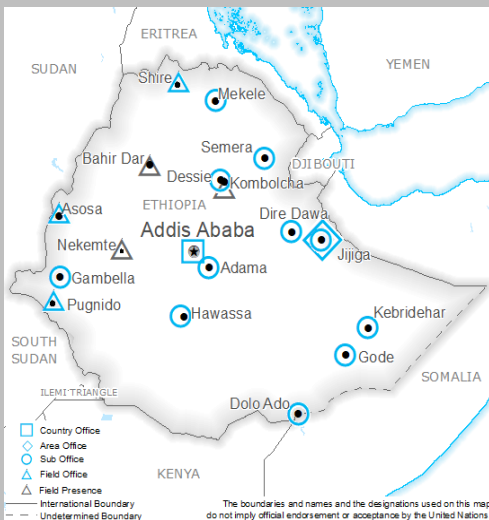 ERITREA
SUDAN
YEMEN
Shire
Mekele
Semera
Bahir Dar
DJIBOUTI
Dessie
Kombolcha
Asosa
ETHIOPIA
Dire Dawa
Addis Ababa
Nekemte
Jijiga
Adama
Gambella
Pugnido
Hawassa
Kebridehar
SOUTH
SUDAN
Gode
SOMALIA
ILEMI TRIANGLE
Dolo Ado
Country Office
Area Office
Sub Office
Field Office
KENYA
Field Presence
International Boundary
Undetermined Boundary
The boundaries and names and the designations used on this map
do not imply official endorsement or acceptance by the United Nations